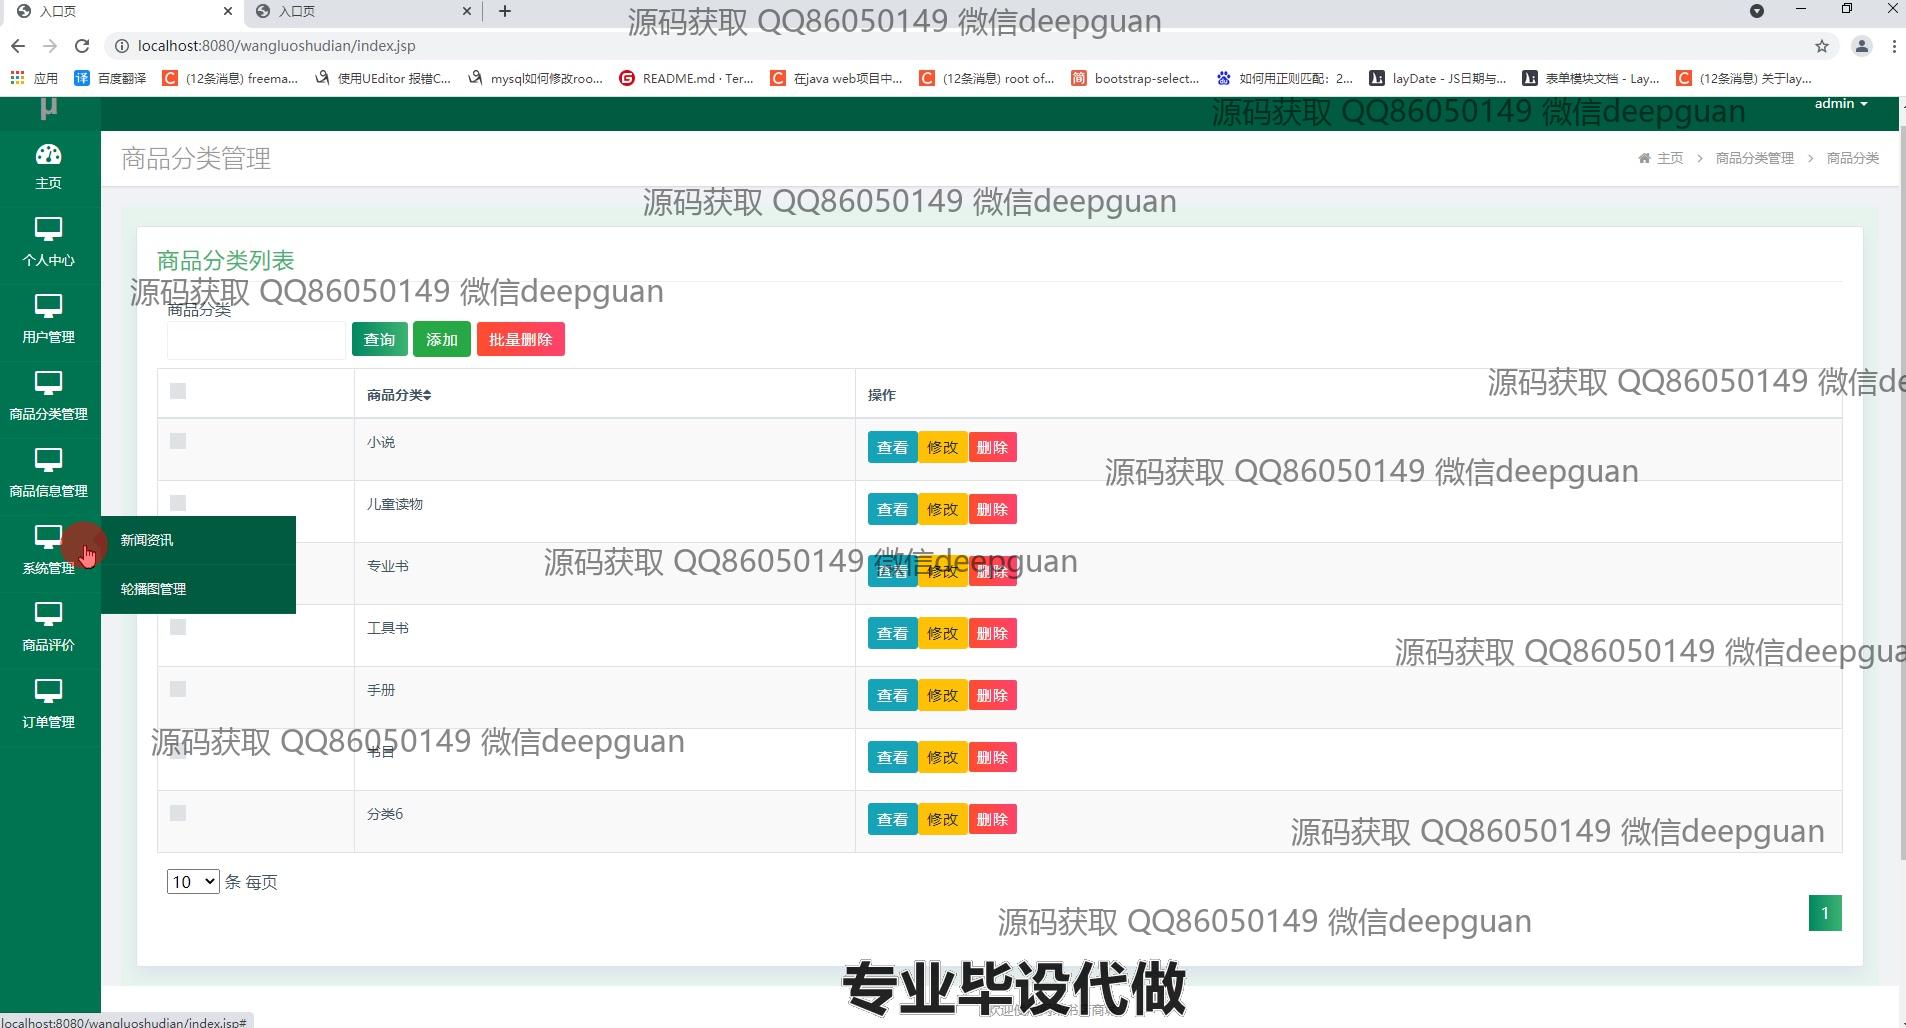 入口页
入口页
源码获取 QQ86050149 微信deepguan
localhost:8080/wangluoshudian/index.jsp
应用
百度翻译
(12条消息) freema...
使用UEditor 报错C...
mysql如何修改roo...
README.md · Ter...
在java web项目中...
(12条消息) root of...
bootstrap-select...
如何用正则匹配：2...
layDate - JS日期与...
表单模块文档 - Lay...
(12条消息) 关于lay...
μ
源码获取 QQ86050149 微信deepguan
admin
商品分类管理
主页 > 商品分类管理 > 商品分类
主页
个人中心
用户管理
商品分类管理
商品信息管理
系统管理
新闻资讯
轮播图管理
商品评价
订单管理
源码获取 QQ86050149 微信deepguan
商品分类列表
源码获取 QQ86050149 微信deepguan
商品分类
查询 添加 批量删除
源码获取 QQ86050149 微信de
商品分类 操作
小说 查看 修改 删除
源码获取 QQ86050149 微信deepguan
儿童读物 查看 修改 删除
源码获取 QQ86050149 微信deepguan
专业书 查看 修改 删除
工具书 查看 修改 删除
源码获取 QQ86050149 微信deepgua
手册 查看 修改 删除
源码获取 QQ86050149 微信deepguan
书目 查看 修改 删除
分类6 查看 修改 删除
源码获取 QQ86050149 微信deepguan
10 条 每页
源码获取 QQ86050149 微信deepguan
1
专业毕设代做
localhost:8080/wangluoshudian/index.jsp#